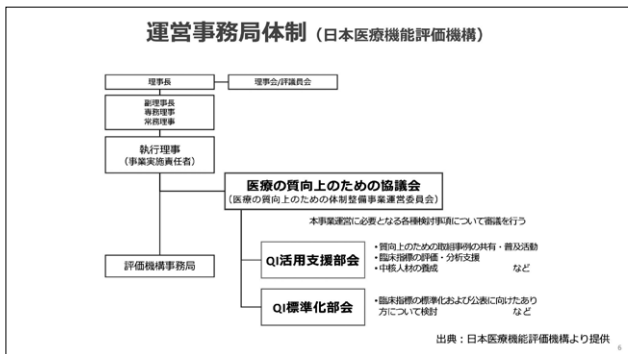 運営事務局体制（日本医療機能評価機構）
理事長
理事会/評議員会
副理事長
専務理事
常務理事
執行理事
（事業実施責任者）
医療の質向上のための協議会
（医療の質向上のための体制整備事業運営委員会）
本事業運営に必要となる各種検討事項について審議を行う
評価機構事務局
QI活用支援部会
・質向上のための取組事例の共有・普及活動
・臨床指標の評価・分析支援
・中核人材の養成　など
QI標準化部会
・臨床指標の標準化および公表に向けたあり
方について検討　など
出典：日本医療機能評価機構より提供
6